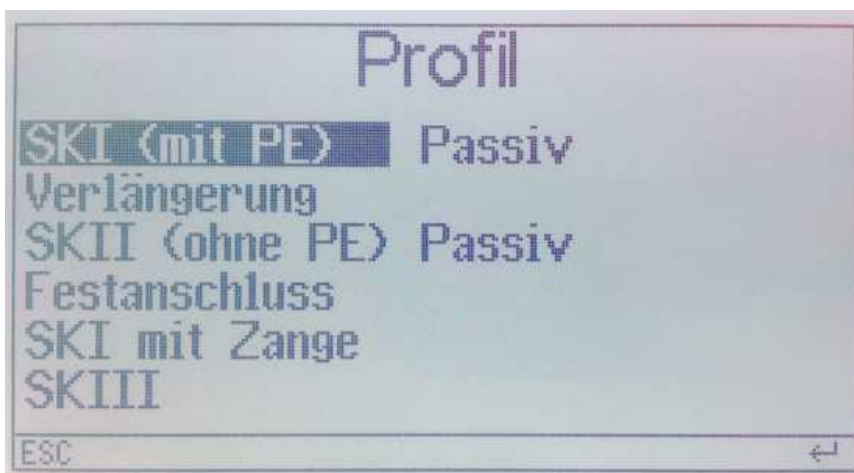 Profil
SKI (mit PE) Passiv
Verlängerung
SKII (ohne PE) Passiv
Festanschluss
SKI mit Zange
SKIII
ESC ↵